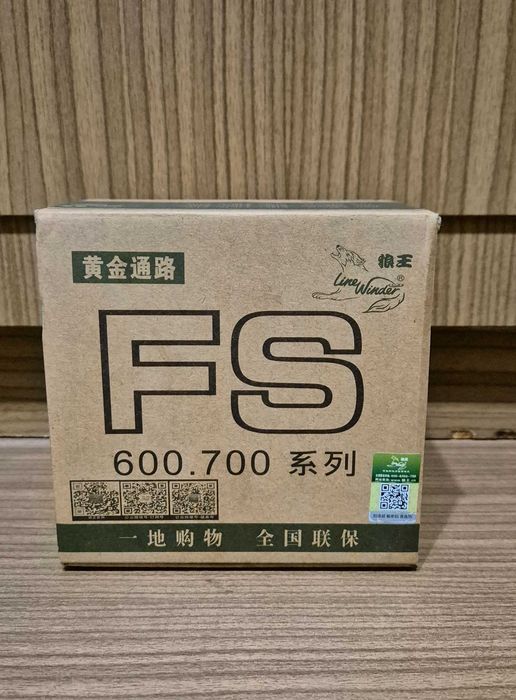 黄金通路
狼王
Line Winder®
FS
600.700 系列
一地购物 全国联保